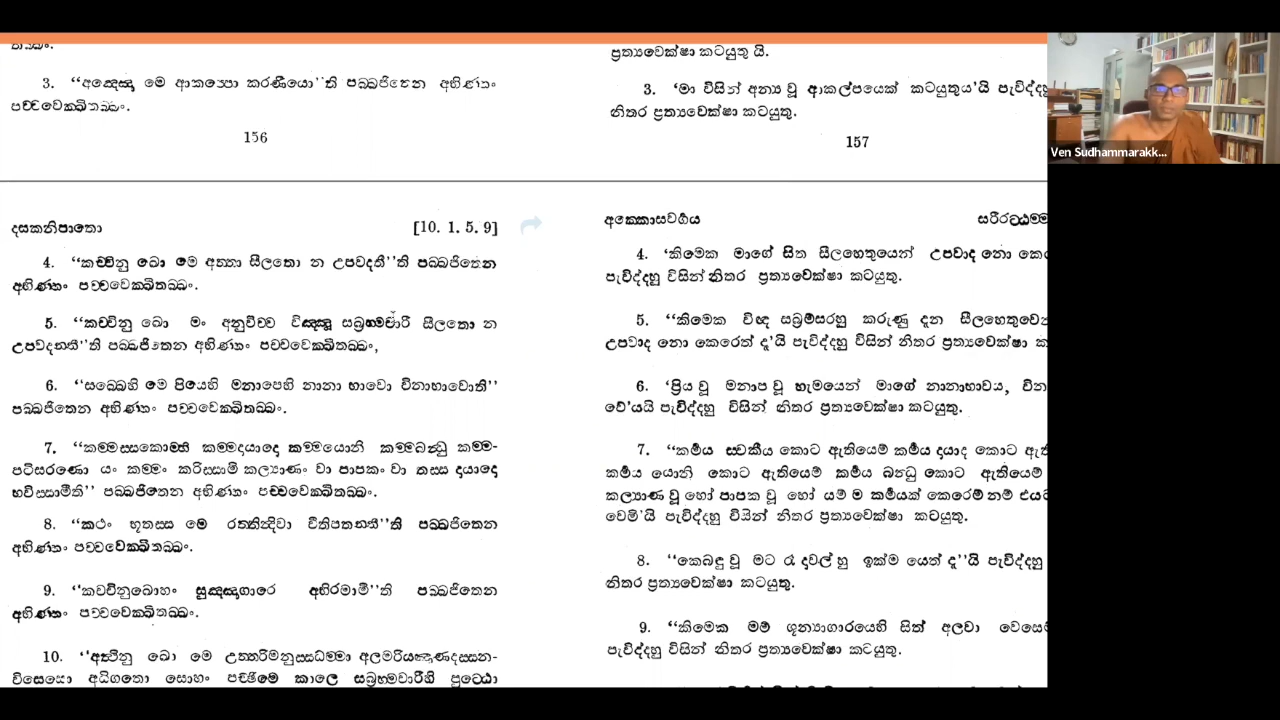 3. “අඤ්ඤො මෙ ආකප්පො කරණීයො”ති පබ්බජිතෙන අභිණ්හං
පච්චවෙක්ඛිතබ්බං.
156
දසකනිපාතො [10. 1. 5. 9]
4. “කච්චිනු ඛො මෙ අත්තා සීලතො න උපවදතී”ති පබ්බජිතෙන
අභිණ්හං පච්චවෙක්ඛිතබ්බං.
5. “කච්චිනු ඛො මං අනුවිච්ච විඤ්ඤූ සබ්‍රහ්මචාරී සීලතො න
උපවදන්තී”ති පබ්බජිතෙන අභිණ්හං පච්චවෙක්ඛිතබ්බං,
6. “සබ්බෙහි මෙ පියෙහි මනාපෙහි නානා භාවො විනාභාවොති”
පබ්බජිතෙන අභිණ්හං පච්චවෙක්ඛිතබ්බං.
7. “කම්මස්සකොම්හි කම්මදායාදො කම්මයොනි කම්මබන්ධු කම්ම-
පටිසරණො යං කම්මං කරිස්සාමි කල්‍යාණං වා පාපකං වා තස්ස දායාදො
භවිස්සාමීති” පබ්බජිතෙන අභිණ්හං පච්චවෙක්ඛිතබ්බං.
8. “කථං භූතස්ස මෙ රත්තින්දිවා වීතිපතන්තී”ති පබ්බජිතෙන
අභිණ්හං පච්චවෙක්ඛිතබ්බං.
9. “කච්චිනුඛොහං සුඤ්ඤාගාරෙ අභිරමාමී”ති පබ්බජිතෙන
අභිණ්හං පච්චවෙක්ඛිතබ්බං.
10. “අත්ථිනු ඛො මෙ උත්තරිමනුස්සධම්මා අලමරියඤාණදස්සන-
විසෙසො අධිගතො සොහං පච්ඡිමෙ කාලෙ සබ්‍රහ්මචාරීහි පුට්ඨො
ප්‍රත්‍යවෙක්ෂා කටයුතු යි.
3. ‘මා විසින් අන්‍ය වූ ආකල්පයෙක් කටයුතුය’යි පැවිද්දහු
නිතර ප්‍රත්‍යවෙක්ෂා කටයුතු.
157
අක්කොසවර්‍ගය
4. ‘කිමෙක මාගේ සිත සීලහෙතුයෙන් උපවාද නො
පැවිද්දහු විසින් නිතර ප්‍රත්‍යවෙක්ෂා කටයුතු.
5. “කිමෙක විඥ සබ්‍රම්සරහු කරුණු දැන සීලහෙතුවෙන්
උපවාද නො කෙරෙත් දැ’යි පැවිද්දහු විසින් නිතර ප්‍රත්‍යවෙක්ෂා
6. ‘ප්‍රිය වූ මනාප වූ හැමයෙන් මාගේ නානාභාවය,
වේ’යයි පැවිද්දහු විසින් නිතර ප්‍රත්‍යවෙක්ෂා කටයුතු.
7. “කර්‍මය ස්වකීය කොට ඇතියෙම් කර්‍මය දායාද කොට
කර්‍මය යොනි කොට ඇතියෙම් කර්‍මය බන්ධු කොට ඇතියෙම්
කල්‍යාණ වූ හෝ පාපක වූ හෝ යම් ම කර්‍මයක් කෙරෙම් නම්
වෙමි’යි පැවිද්දහු විසින් නිතර ප්‍රත්‍යවෙක්ෂා කටයුතු.
8. “කෙබඳු වූ මට රෑ දාවල් හු ඉක්ම යෙත් දැ”යි පැවිද්දහු
නිතර ප්‍රත්‍යවෙක්ෂා කටයුතු.
9. “කිමෙක මම් ශූන්‍යාගාරයෙහි සිත් අලවා
පැවිද්දහු විසින් නිතර ප්‍රත්‍යවෙක්ෂා කටයුතු.
Ven Sudhammarakk...